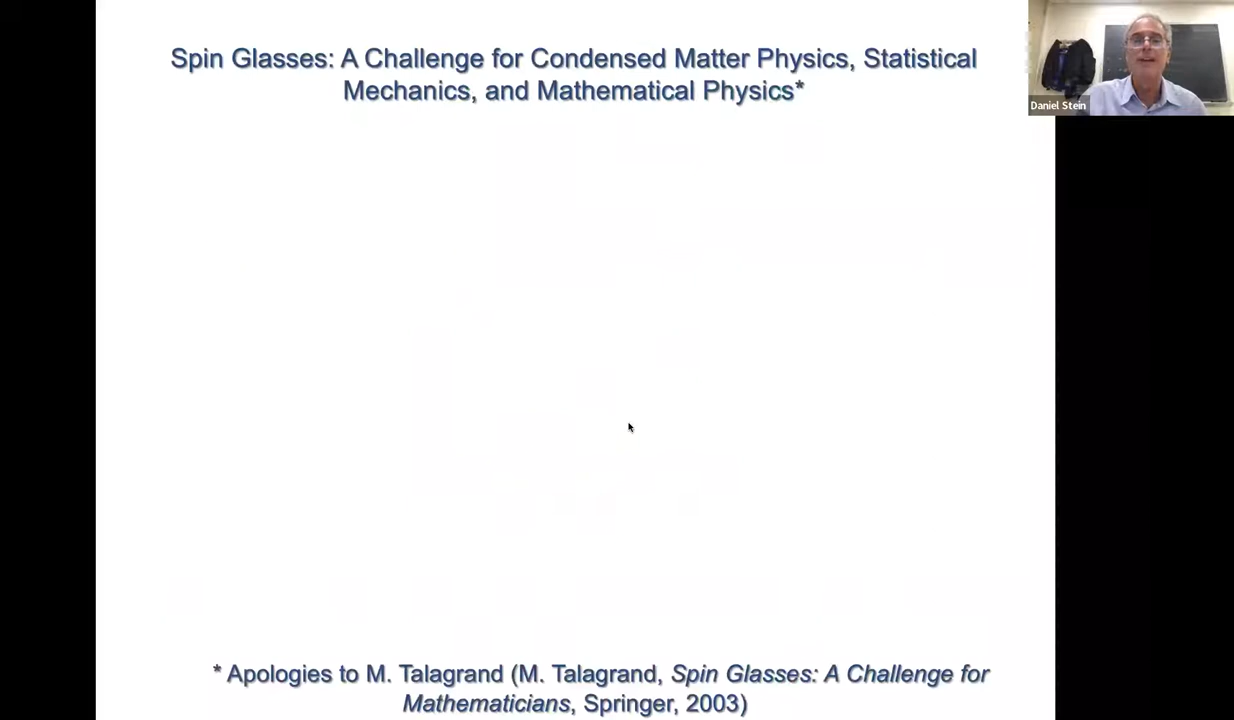 Spin Glasses: A Challenge for Condensed Matter Physics, Statistical
Mechanics, and Mathematical Physics*
Daniel Stein
* Apologies to M. Talagrand (M. Talagrand, Spin Glasses: A Challenge for
Mathematicians, Springer, 2003)